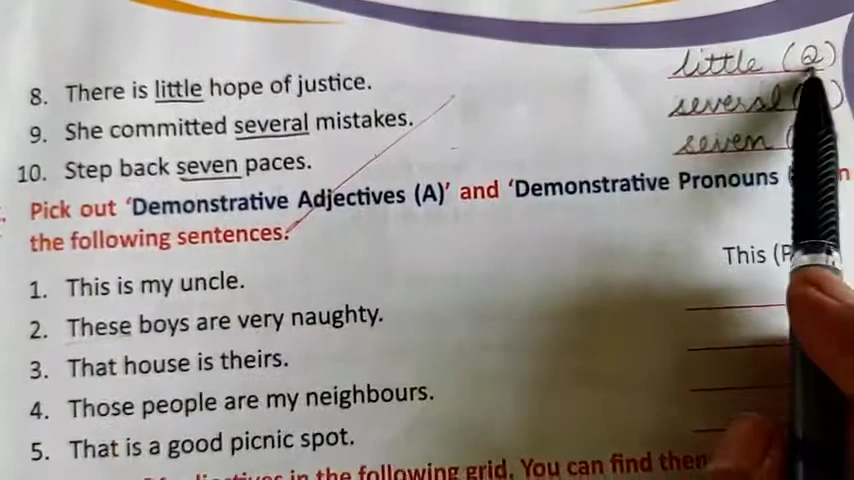 8. There is little hope of justice. little (Q)
9. She committed several mistakes. several ( )
10. Step back seven paces. seven (
Pick out 'Demonstrative Adjectives (A)' and 'Demonstrative Pronouns
the following sentences.
This (P
1. This is my uncle.
2. These boys are very naughty.
3. That house is theirs.
4. Those people are my neighbours.
5. That is a good picnic spot.
in the following grid. You can find them